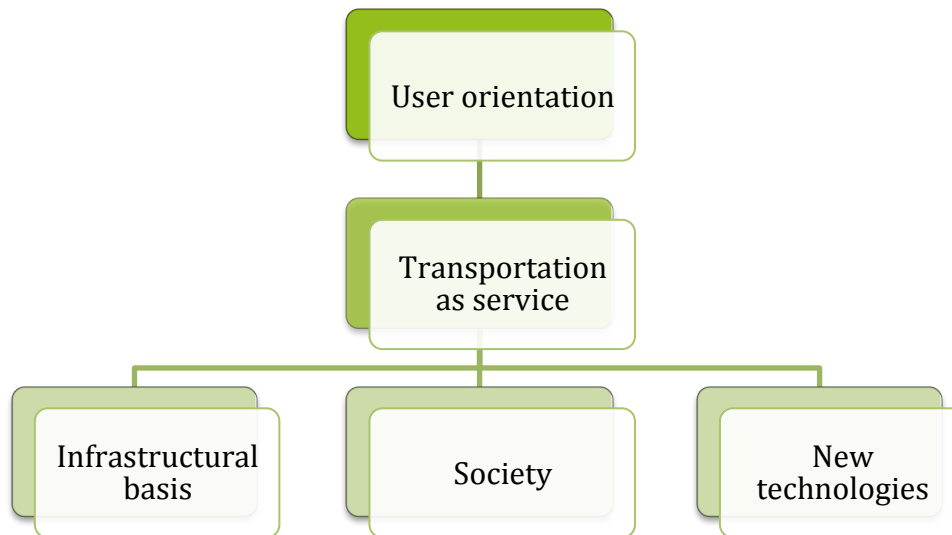 User orientation
Transportation
as service
Infrastructural
basis
Society
New
technologies